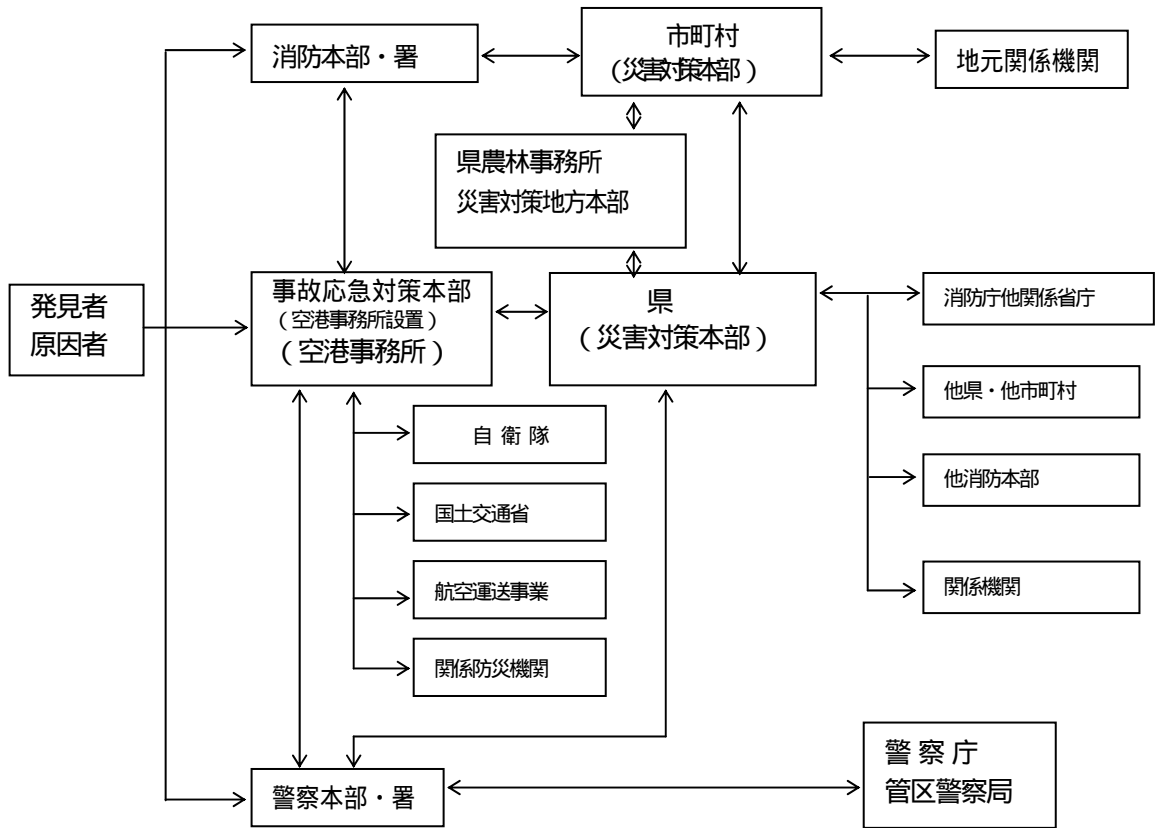 消防本部・署
市町村
（災害対策本部）
地元関係機関
県農林事務所
災害対策地方本部
発見者
原因者
事故応急対策本部
（空港事務所設置）
（空港事務所）
県
（災害対策本部）
消防庁他関係省庁
他県・他市町村
他消防本部
関係機関
自 衛 隊
国土交通省
航空運送事業
関係防災機関
警察本部・署
警 察 庁
管区警察局